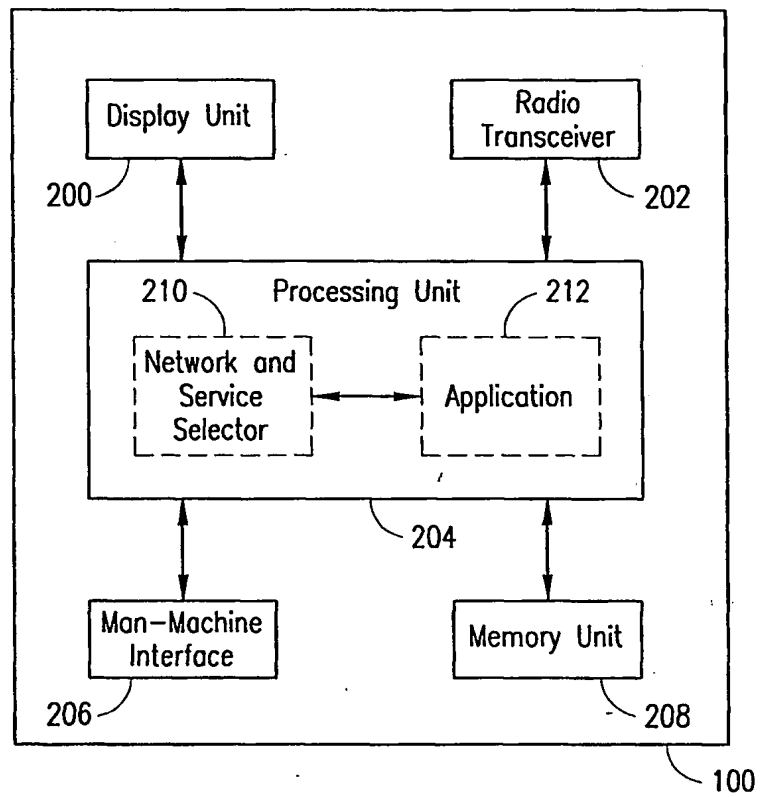 Display Unit
200
Radio
Transceiver
202
Processing Unit
210
212
Network and
Service
Selector
Application
204
Man-Machine
Interface
206
Memory Unit
208
100